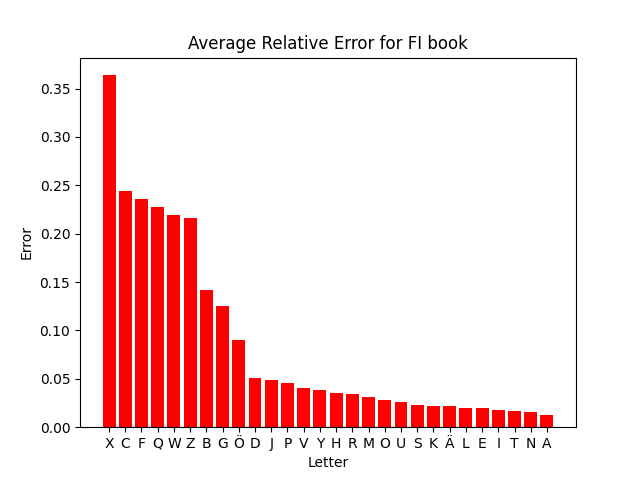 Average Relative Error for FI book
Error
0.35
0.30
0.25
0.20
0.15
0.10
0.05
0.00
X C F Q W Z B G Ö D J P V Y H R M O U S K Ä L E I T N A
Letter